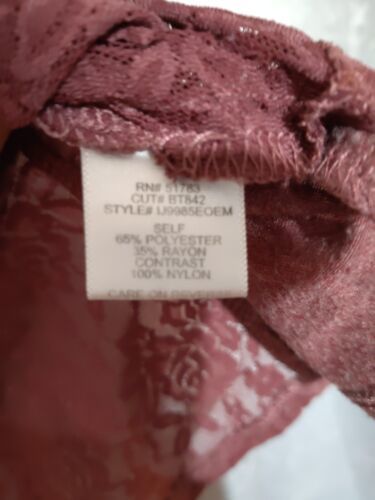 RN# 51783
CUT# BT842
STYLE# IJ9985EOEM
SELF
65% POLYESTER
35% RAYON
CONTRAST
100% NYLON
CARE ON REVERSE